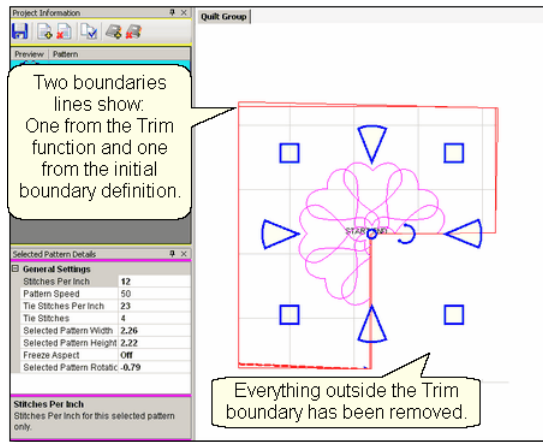 Project Information
Quilt Group
Preview Pattern
Two boundaries
lines show:
One from the Trim
function and one
from the initial
boundary definition.
START END
Selected Pattern Details
General Settings
Stitches Per Inch 12
Pattern Speed 50
Tie Stitches Per Inch 23
Tie Stitches 4
Selected Pattern Width 2.26
Selected Pattern Height 2.22
Freeze Aspect Off
Selected Pattern Rotatic -0.79
Everything outside the Trim
boundary has been removed.
Stitches Per Inch
Stitches Per Inch for this selected pattern
only.